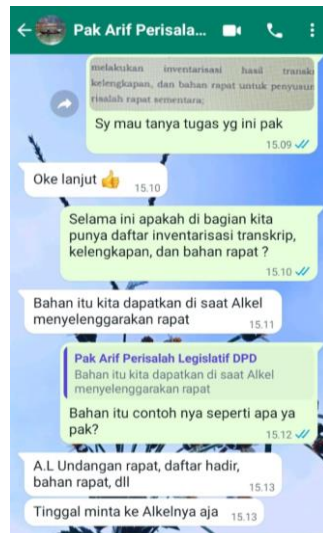 Pak Arif Perisala...
melakukan inventarisasi hasil transkr
kelengkapan, dan bahan rapat untuk penyusun
risalah rapat sementara;
Sy mau tanya tugas yg ini pak
15.09
Oke lanjut 👍
15.10
Selama ini apakah di bagian kita
punya daftar inventarisasi transkrip,
kelengkapan, dan bahan rapat ?
15.10
Bahan itu kita dapatkan di saat Alkel
menyelenggarakan rapat
15.11
Pak Arif Perisalah Legislatif DPD
Bahan itu kita dapatkan di saat Alkel
menyelenggarakan rapat
Bahan itu contoh nya seperti apa ya
pak?
15.12
A.L Undangan rapat, daftar hadir,
bahan rapat, dll
15.13
Tinggal minta ke Alkelnya aja
15.13